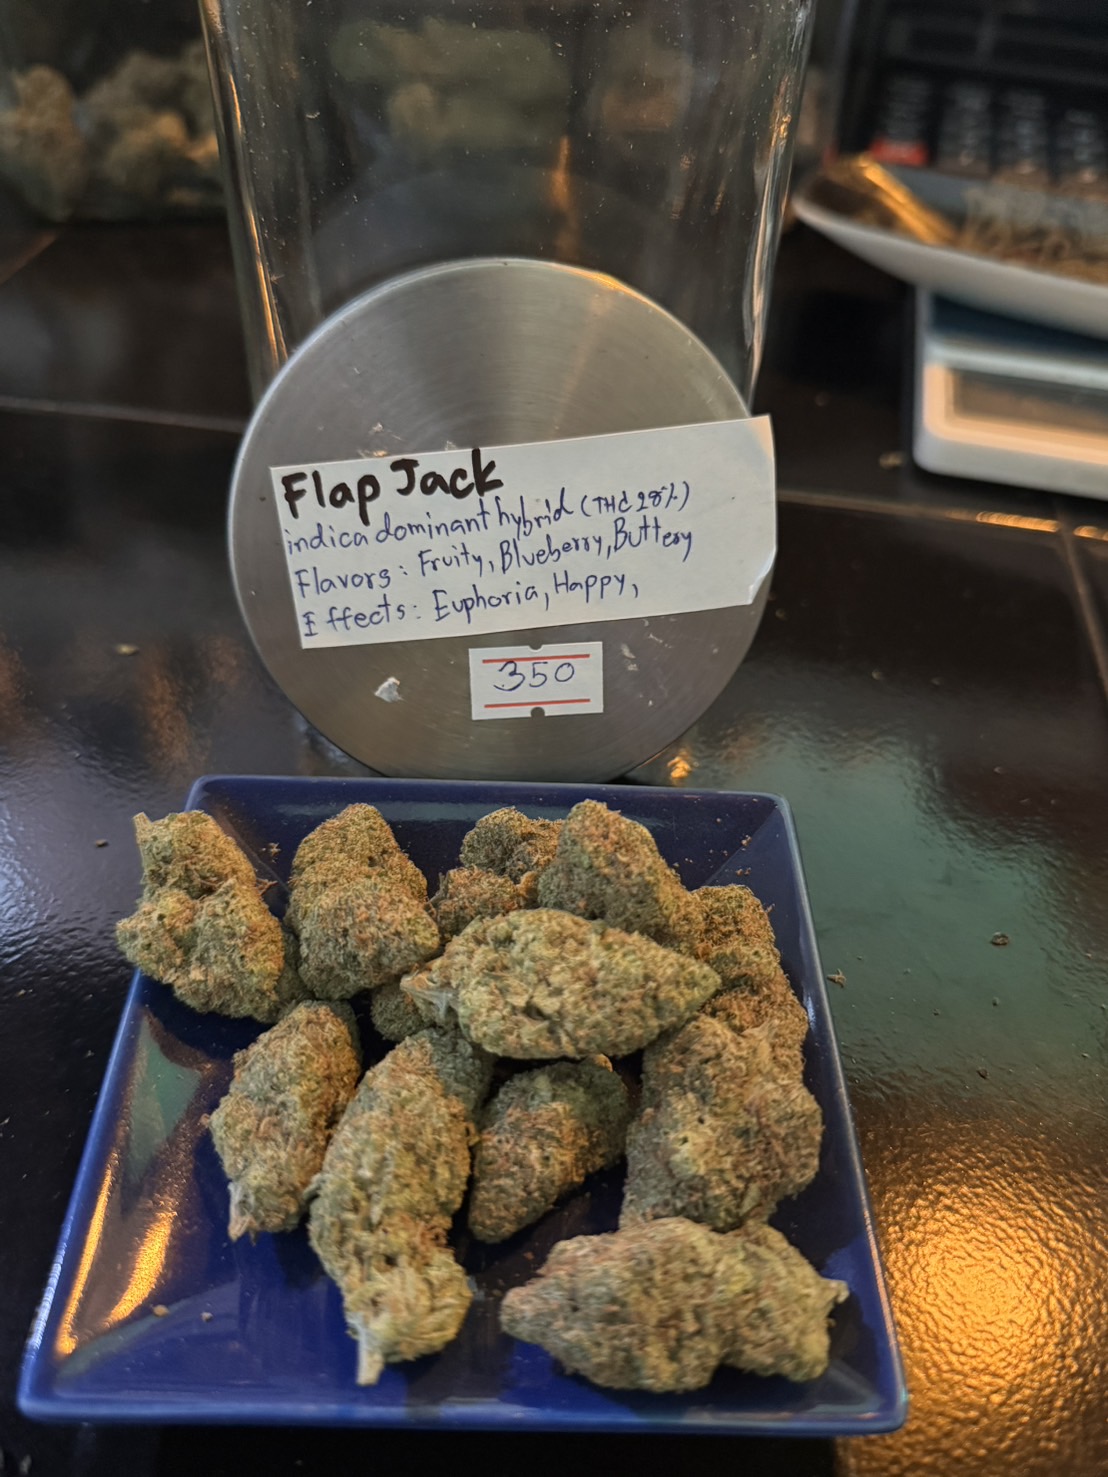 Flap Jack
indica dominant hybrid (THC 28%)
Flavors: Fruity, Blueberry, Buttery
Effects: Euphoria, Happy,
350